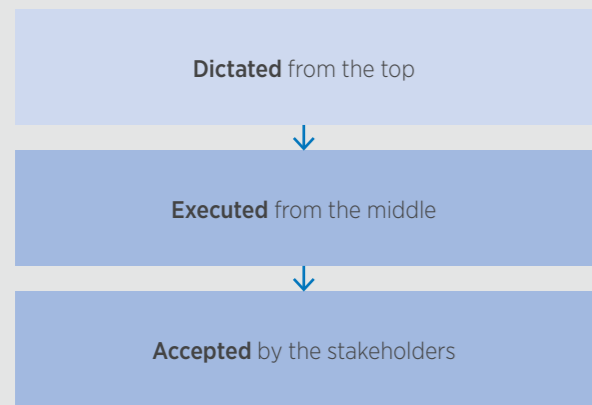 Dictated from the top
Executed from the middle
Accepted by the stakeholders